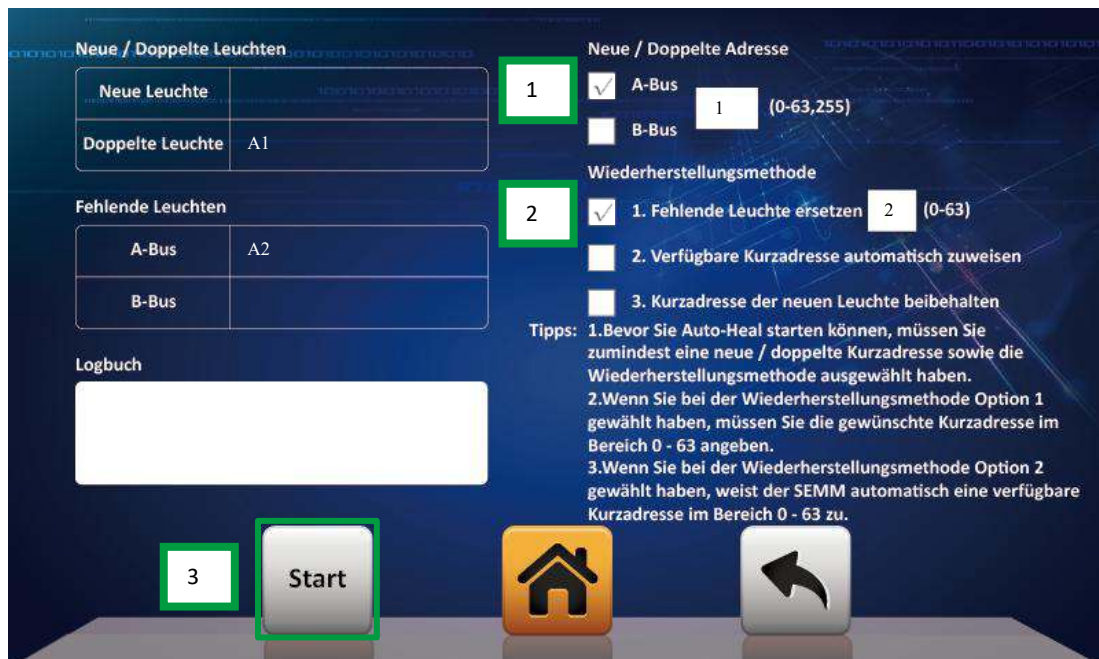 Neue / Doppelte Leuchten
Neue Leuchte
Doppelte Leuchte A1
Fehlende Leuchten
A-Bus A2
B-Bus
Logbuch
Neue / Doppelte Adresse
1
A-Bus
1 (0-63,255)
B-Bus
Wiederherstellungsmethode
2
1. Fehlende Leuchte ersetzen 2 (0-63)
2. Verfügbare Kurzadresse automatisch zuweisen
3. Kurzadresse der neuen Leuchte beibehalten
Tipps: 1.Bevor Sie Auto-Heal starten können, müssen Sie
zumindest eine neue / doppelte Kurzadresse sowie die
Wiederherstellungsmethode ausgewählt haben.
2.Wenn Sie bei der Wiederherstellungsmethode Option 1
gewählt haben, müssen Sie die gewünschte Kurzadresse im
Bereich 0 - 63 angeben.
3.Wenn Sie bei der Wiederherstellungsmethode Option 2
gewählt haben, weist der SEMM automatisch eine verfügbare
Kurzadresse im Bereich 0 - 63 zu.
3
Start